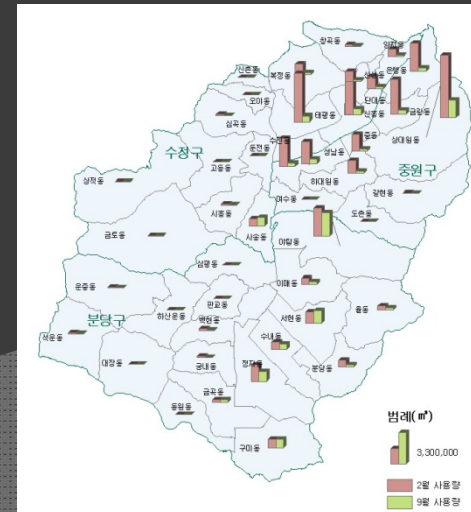 창곡동
양지동
신촌동
복정동
은행동
오야동
산성동
단대동
신흥동
금광동
심곡동
태평동
수정구
둔전동
수진동
성남동
중동
상대원동
고등동
하대원동
중원구
상적동
여수동
갈현동
시흥동
도촌동
금토동
사송동
야탑동
삼평동
이매동
운중동
판교동
율동
분당구
하산운동
백현동
서현동
석운동
수내동
대장동
궁내동
정자동
분당동
금곡동
동원동
구미동
범례(㎥)
3,300,000
2월 사용량
9월 사용량